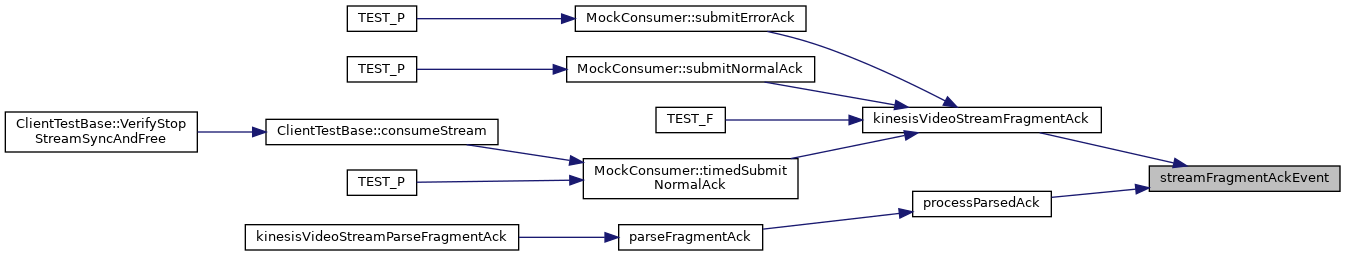 TEST_P
MockConsumer::submitErrorAck
TEST_P
MockConsumer::submitNormalAck
TEST_F
kinesisVideoStreamFragmentAck
ClientTestBase::VerifyStop
StreamSyncAndFree
ClientTestBase::consumeStream
TEST_P
MockConsumer::timedSubmit
NormalAck
streamFragmentAckEvent
processParsedAck
kinesisVideoStreamParseFragmentAck
parseFragmentAck